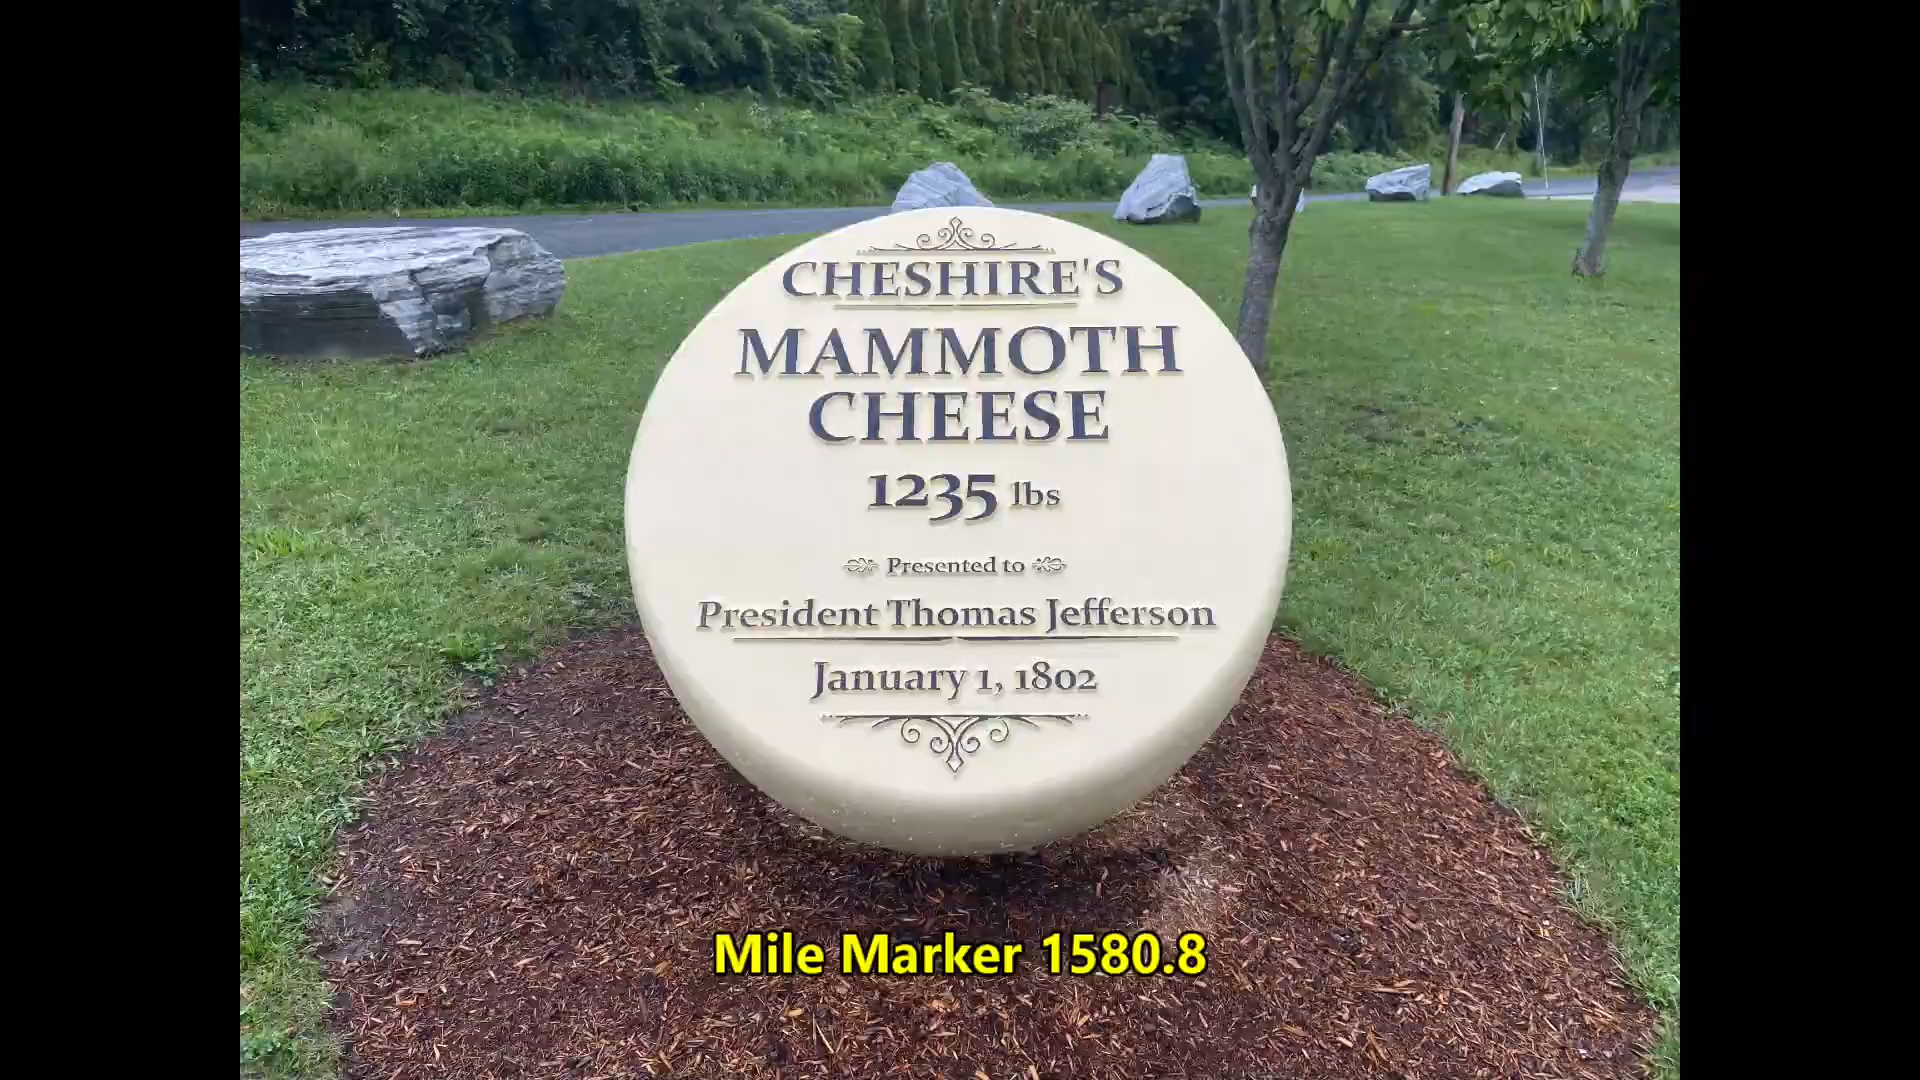 CHESHIRE'S
MAMMOTH
CHEESE
1235 lbs
Presented to
President Thomas Jefferson
January 1, 1802
Mile Marker 1580.8